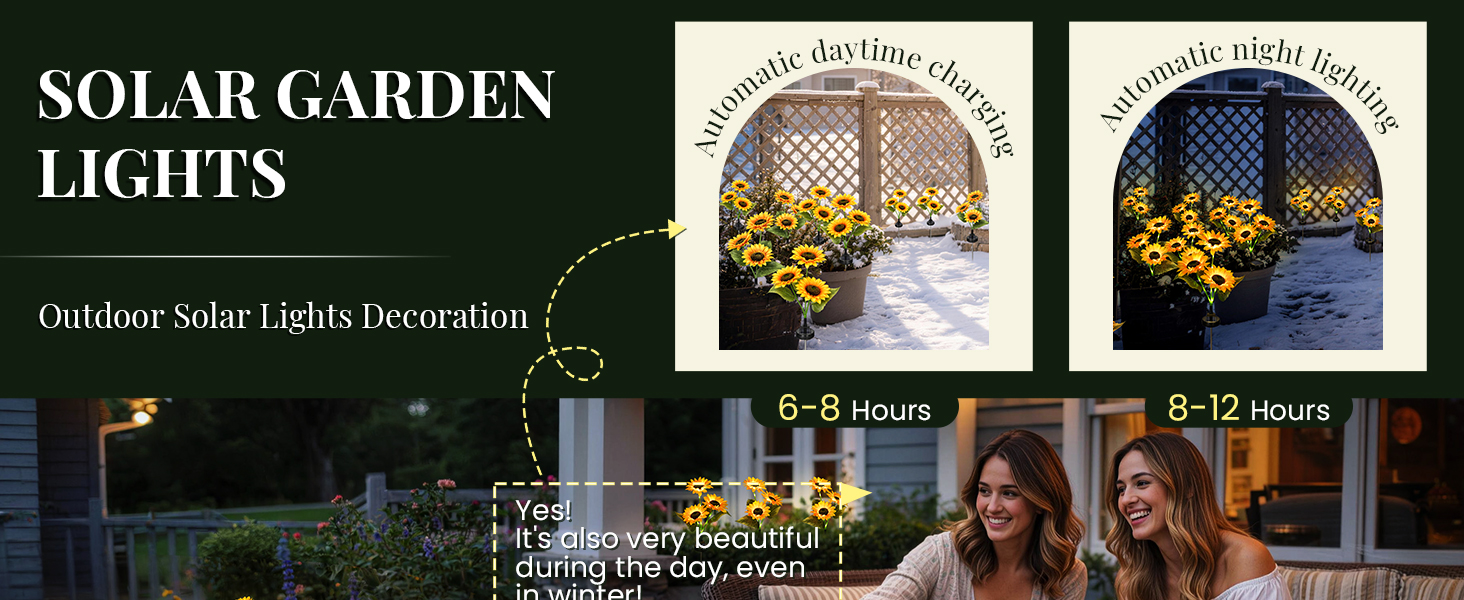 SOLAR GARDEN
LIGHTS
Outdoor Solar Lights Decoration
Automatic daytime charging
Automatic night lighting
6-8 Hours
8-12 Hours
Yes!
It's also very beautiful
during the day, even
in winter!